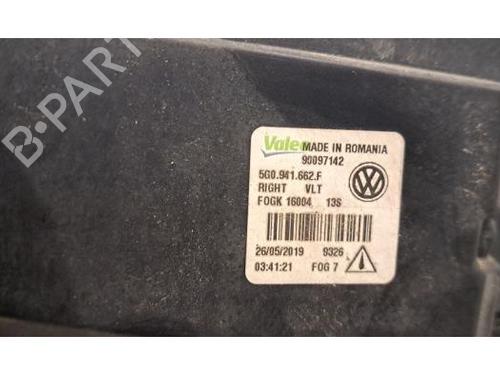 B-PARTS
Valeo MADE IN ROMANIA
90097142
5G0.941.662.F
RIGHT VLT
FOGK 16004 13S
26/05/2019 9326
03:41:21 FOG 7